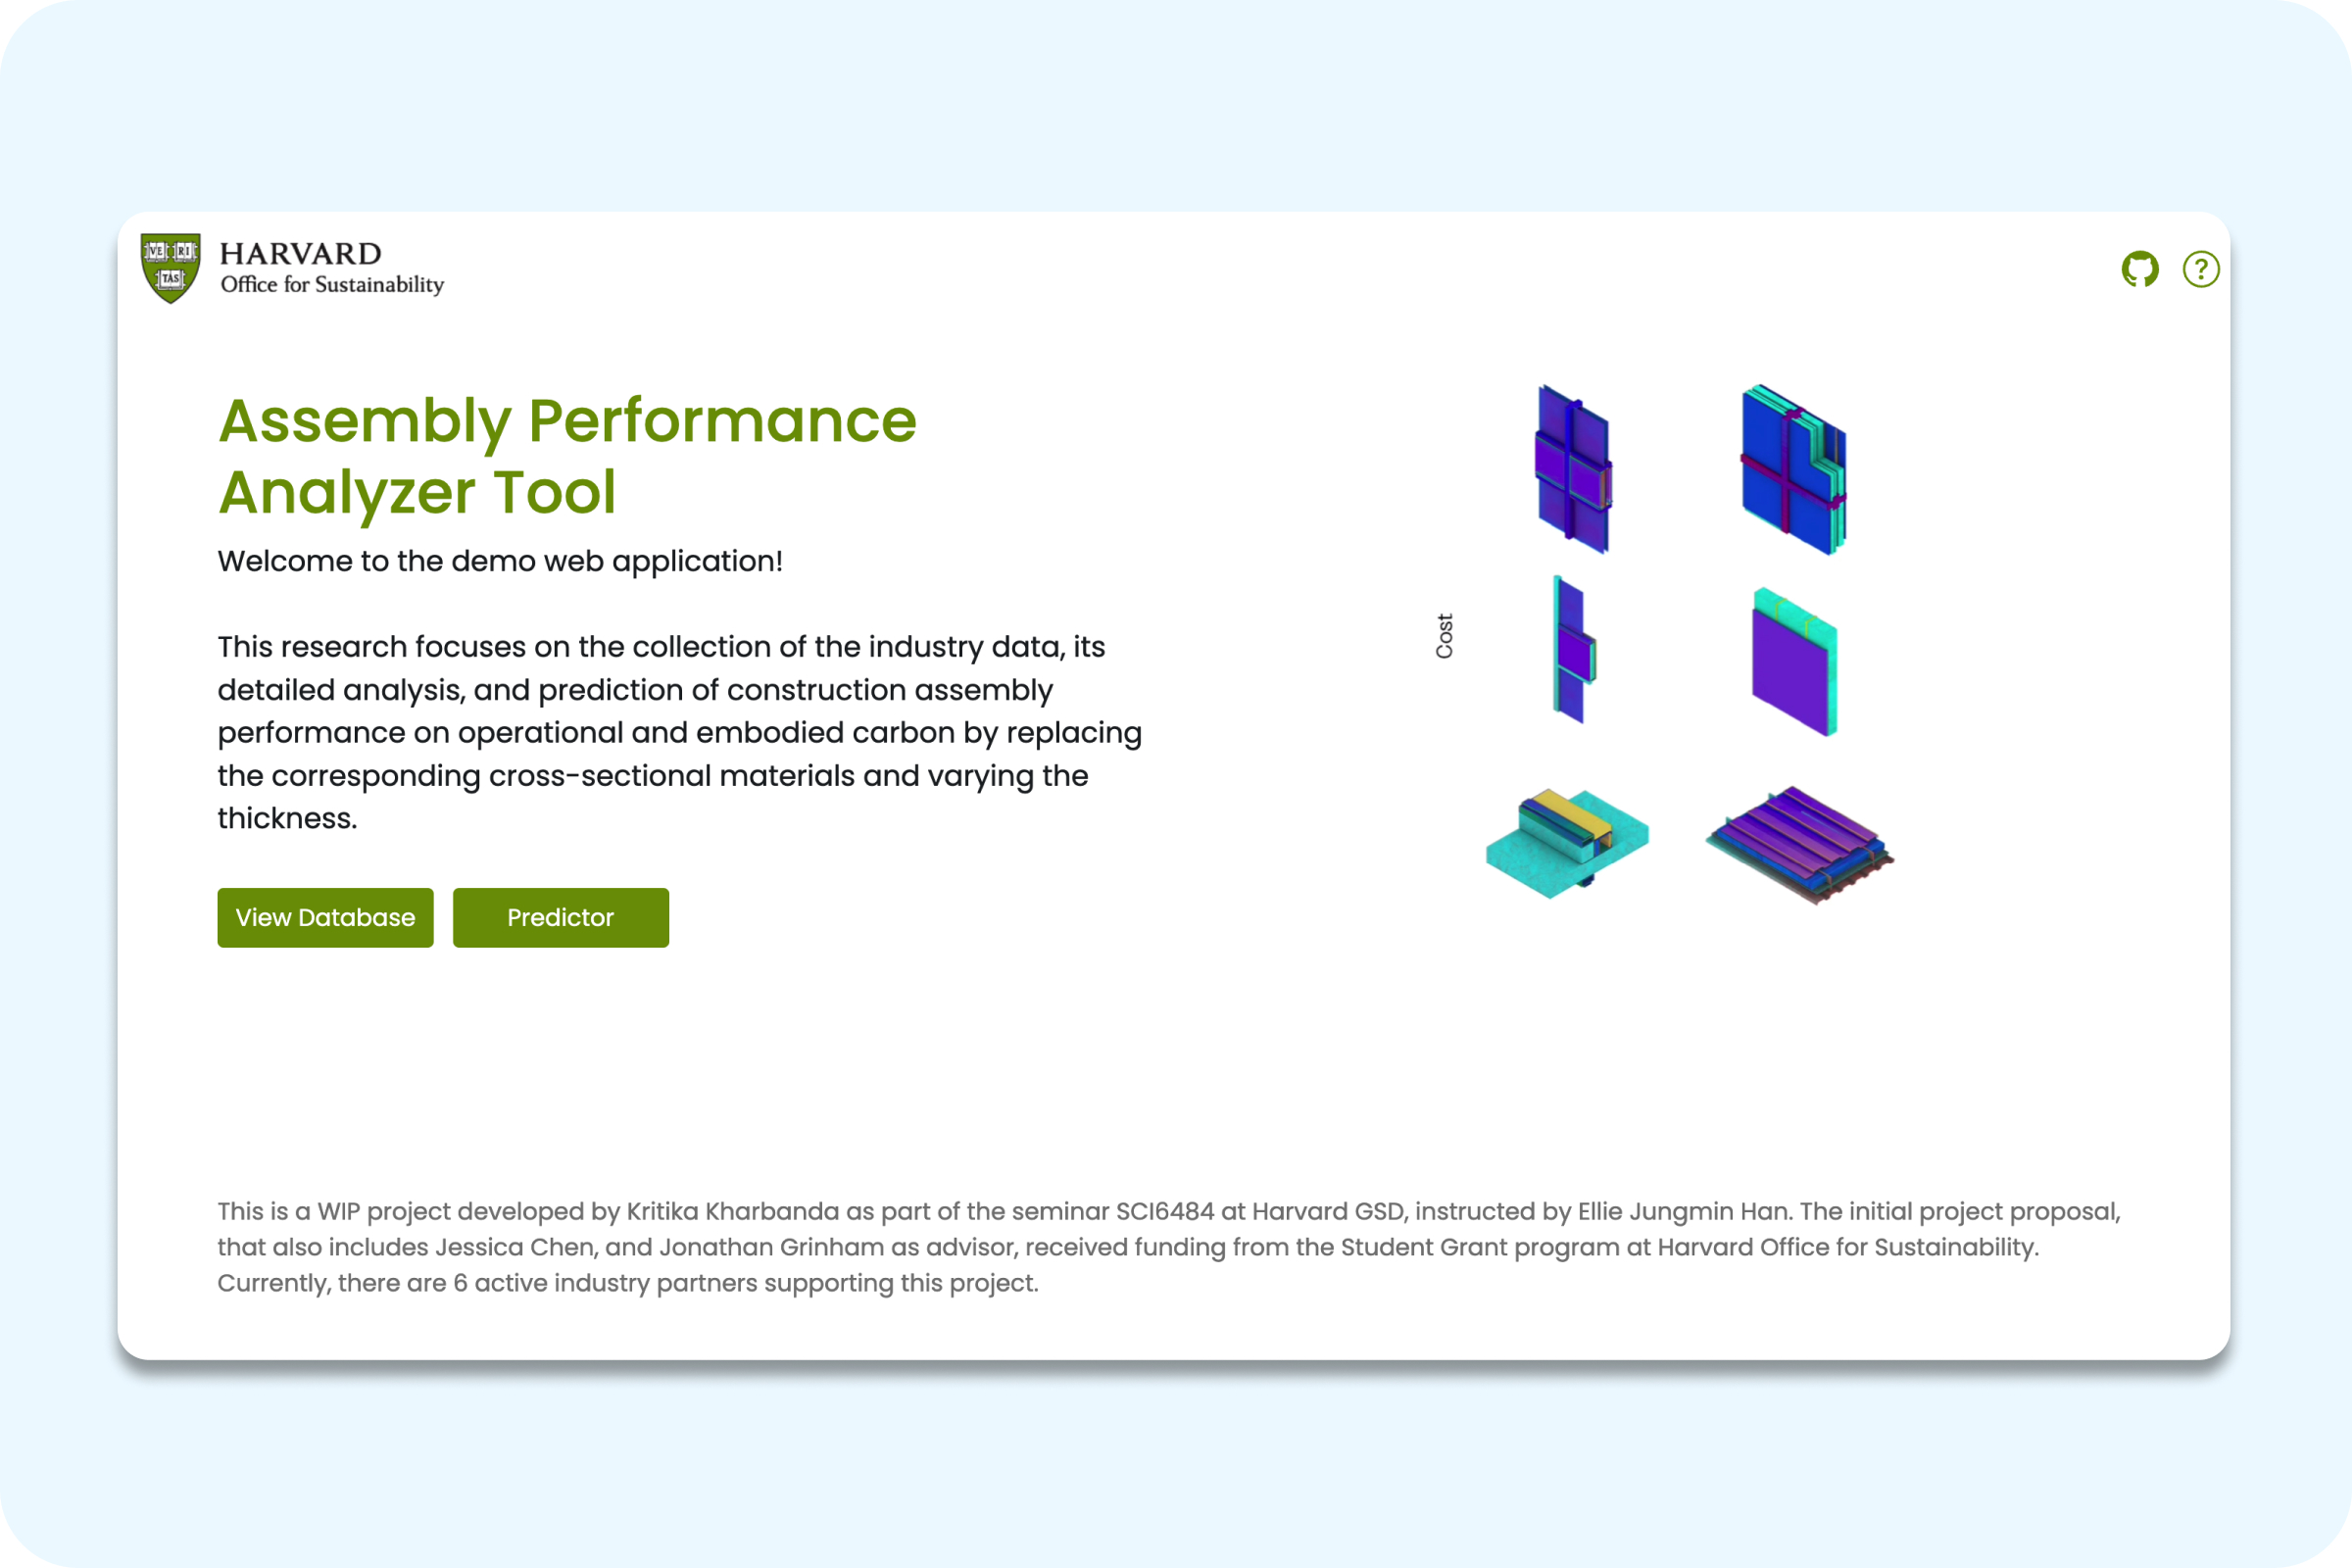 VE RI
TAS
HARVARD
Office for Sustainability
?
Assembly Performance
Analyzer Tool
Welcome to the demo web application!
This research focuses on the collection of the industry data, its
detailed analysis, and prediction of construction assembly
performance on operational and embodied carbon by replacing
the corresponding cross-sectional materials and varying the
thickness.
View Database
Predictor
Cost
This is a WIP project developed by Kritika Kharbanda as part of the seminar SCI6484 at Harvard GSD, instructed by Ellie Jungmin Han. The initial project proposal,
that also includes Jessica Chen, and Jonathan Grinham as advisor, received funding from the Student Grant program at Harvard Office for Sustainability.
Currently, there are 6 active industry partners supporting this project.